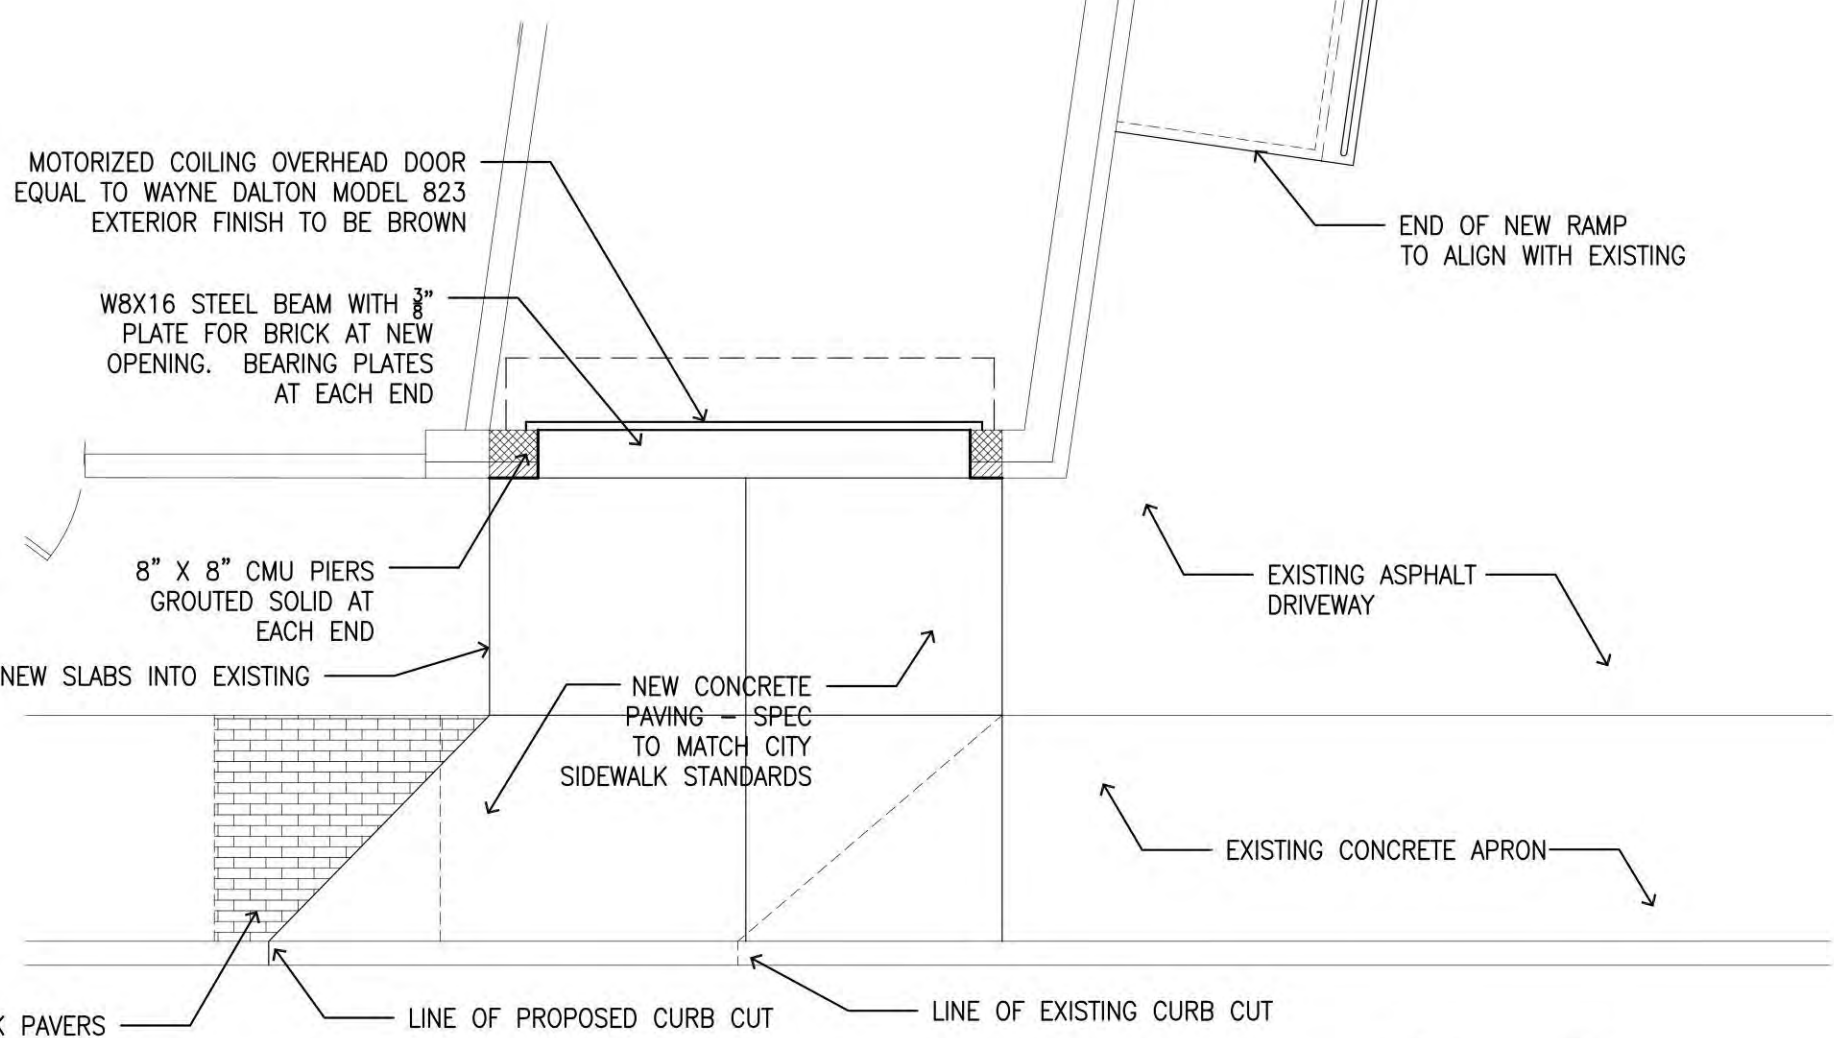 MOTORIZED COILING OVERHEAD DOOR
EQUAL TO WAYNE DALTON MODEL 823
EXTERIOR FINISH TO BE BROWN
W8X16 STEEL BEAM WITH 3/8"
PLATE FOR BRICK AT NEW
OPENING. BEARING PLATES
AT EACH END
8" X 8" CMU PIERS
GROUTED SOLID AT
EACH END
NEW SLABS INTO EXISTING
NEW CONCRETE
PAVING – SPEC
TO MATCH CITY
SIDEWALK STANDARDS
END OF NEW RAMP
TO ALIGN WITH EXISTING
EXISTING ASPHALT
DRIVEWAY
EXISTING CONCRETE APRON
PAVERS
LINE OF PROPOSED CURB CUT
LINE OF EXISTING CURB CUT